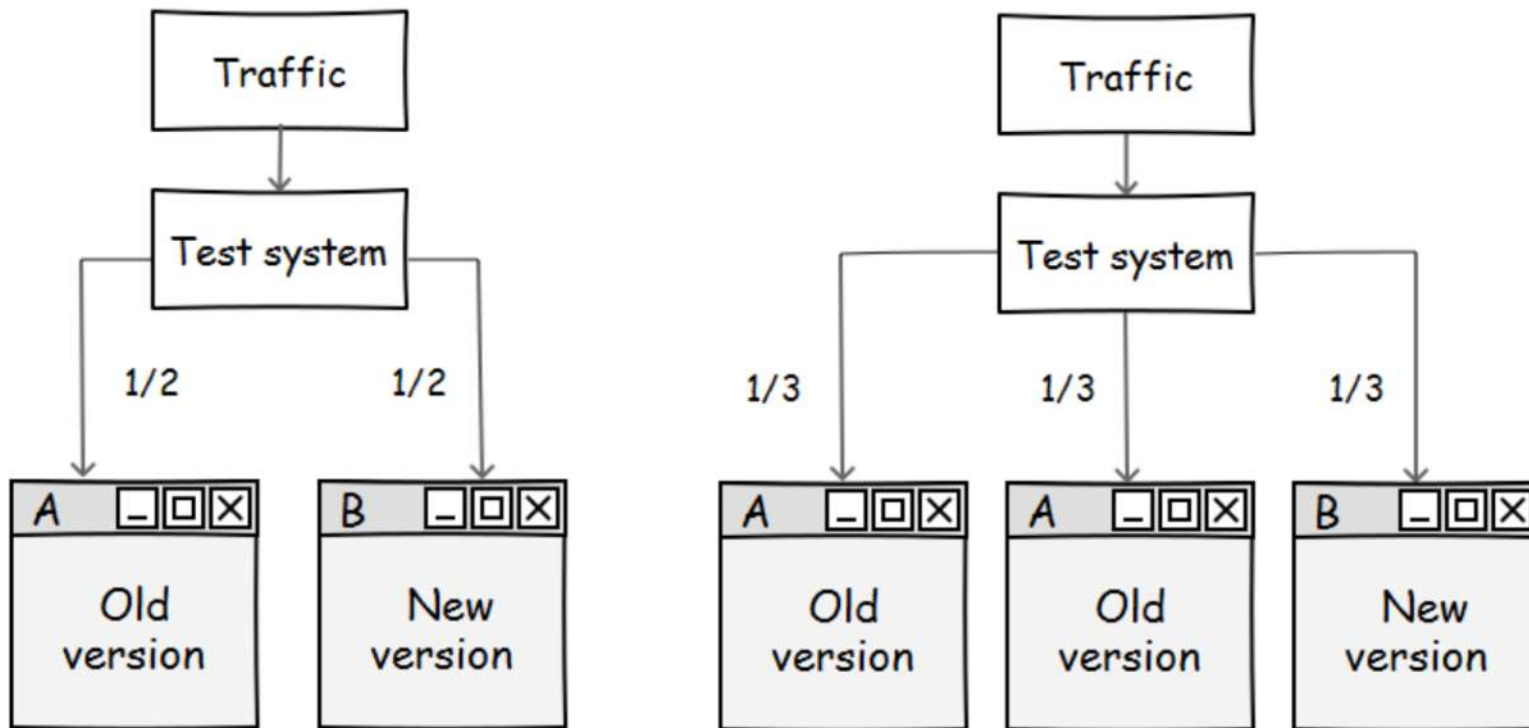 Traffic
Test system
1/2
1/2
A
B
Old
version
New
version
Traffic
Test system
1/3
1/3
1/3
A
A
B
Old
version
Old
version
New
version